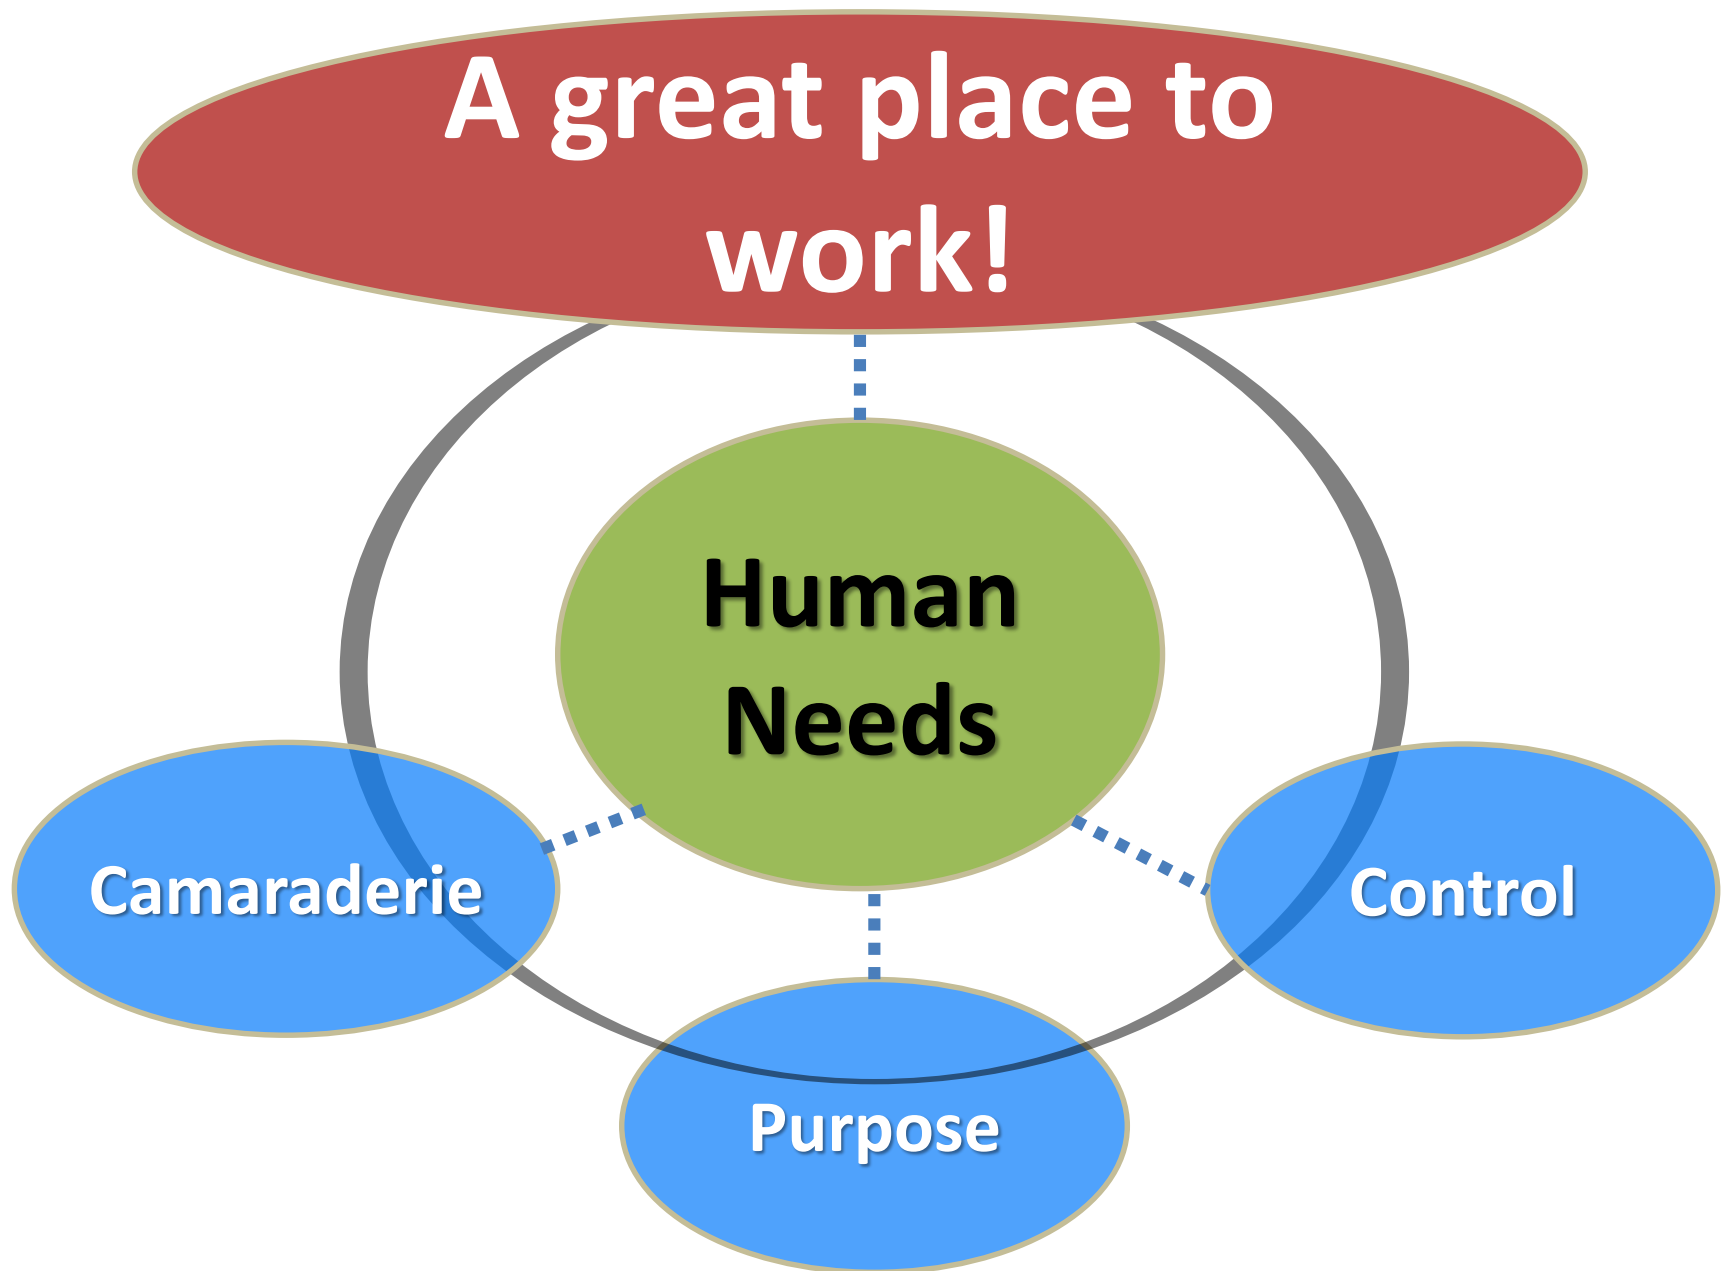 A great place to
work!
Human
Needs
Camaraderie
Control
Purpose